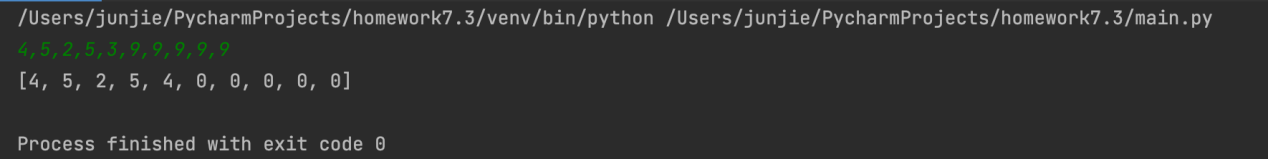 /Users/junjie/PycharmProjects/homework7.3/venv/bin/python /Users/junjie/PycharmProjects/homework7.3/main.py
4,5,2,5,3,9,9,9,9,9
[4, 5, 2, 5, 4, 0, 0, 0, 0, 0]
Process finished with exit code 0